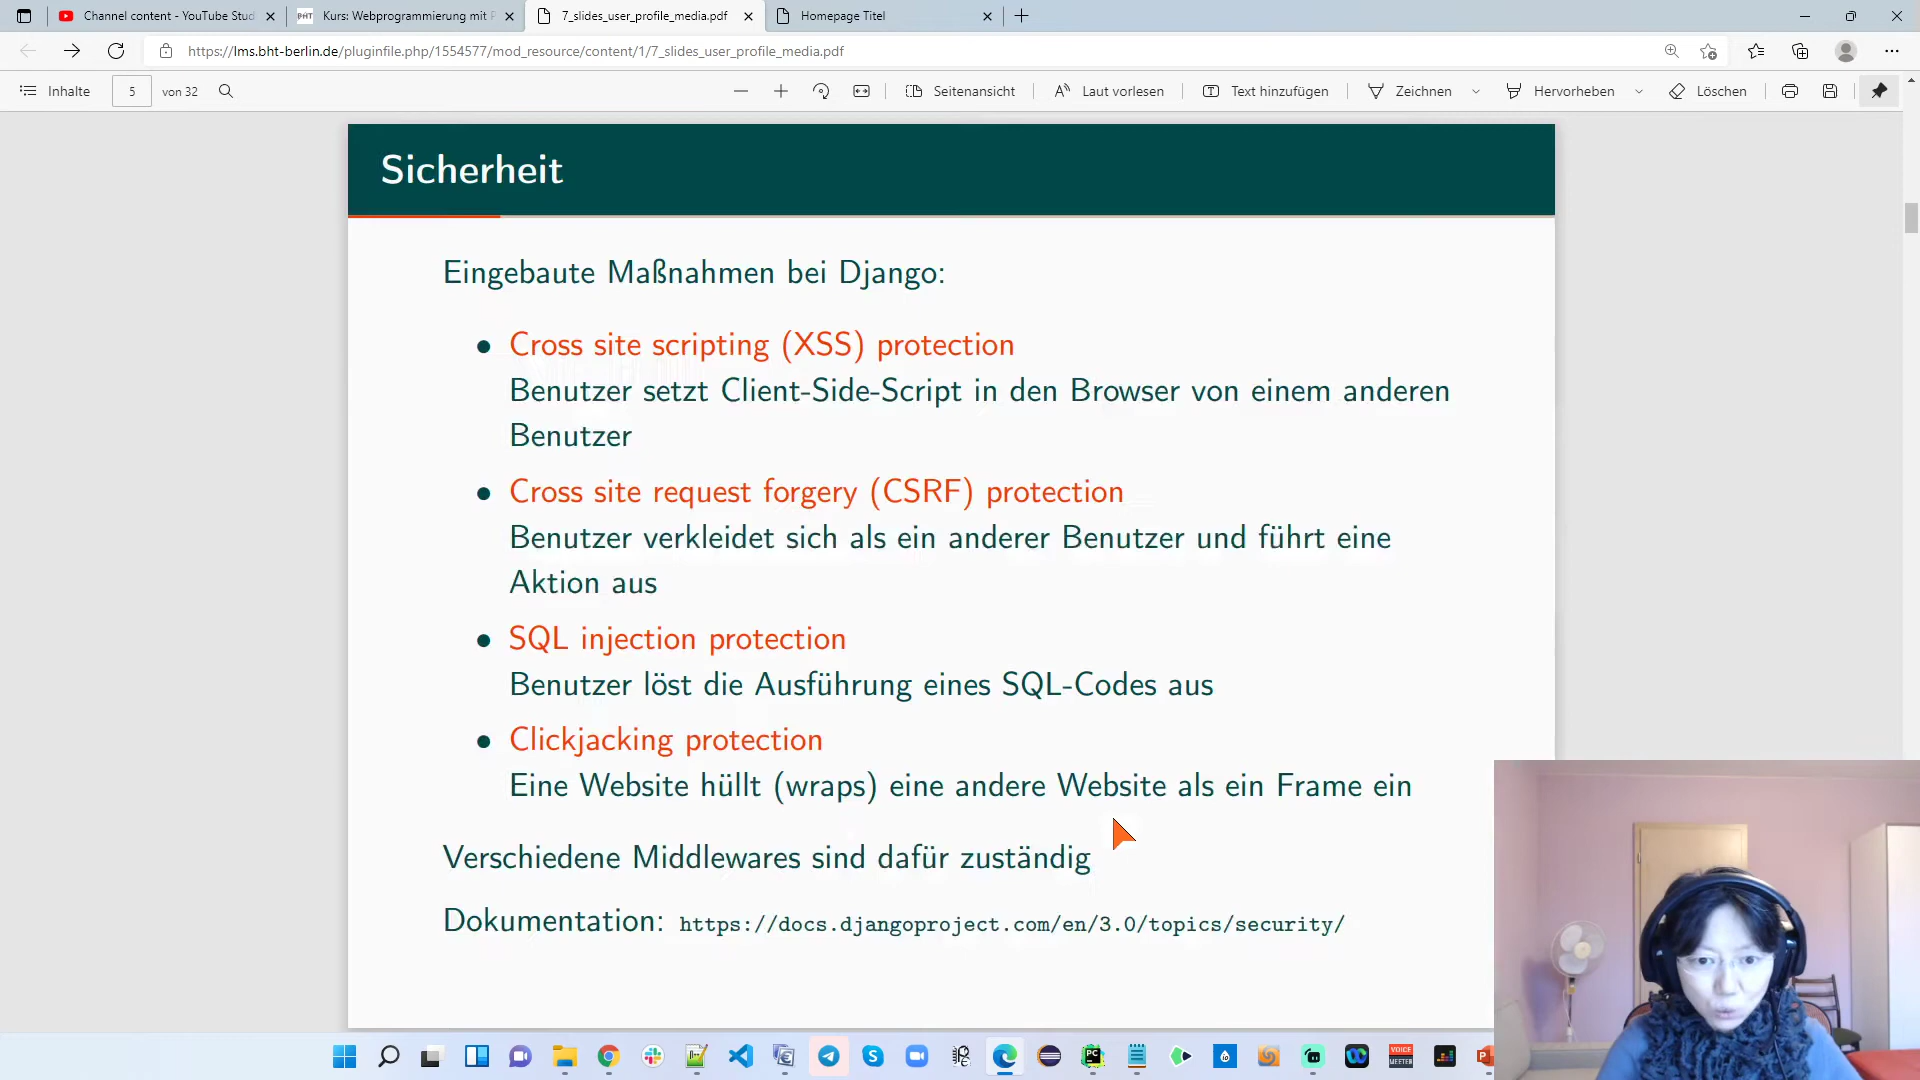 Channel content - YouTube Stud
Kurs: Webprogrammierung mit P
7_slides_user_profile_media.pdf
Homepage Titel
https://lms.bht-berlin.de/pluginfile.php/1554577/mod_resource/content/1/7_slides_user_profile_media.pdf
Inhalte
5
von 32
Seitenansicht
Laut vorlesen
Text hinzufügen
Zeichnen
Hervorheben
Löschen
Sicherheit
Eingebaute Maßnahmen bei Django:
• Cross site scripting (XSS) protection
Benutzer setzt Client-Side-Script in den Browser von einem anderen
Benutzer
• Cross site request forgery (CSRF) protection
Benutzer verkleidet sich als ein anderer Benutzer und führt eine
Aktion aus
• SQL injection protection
Benutzer löst die Ausführung eines SQL-Codes aus
• Clickjacking protection
Eine Website hüllt (wraps) eine andere Website als ein Frame ein
Verschiedene Middlewares sind dafür zuständig
Dokumentation: https://docs.djangoproject.com/en/3.0/topics/security/
VOICE
MEETER